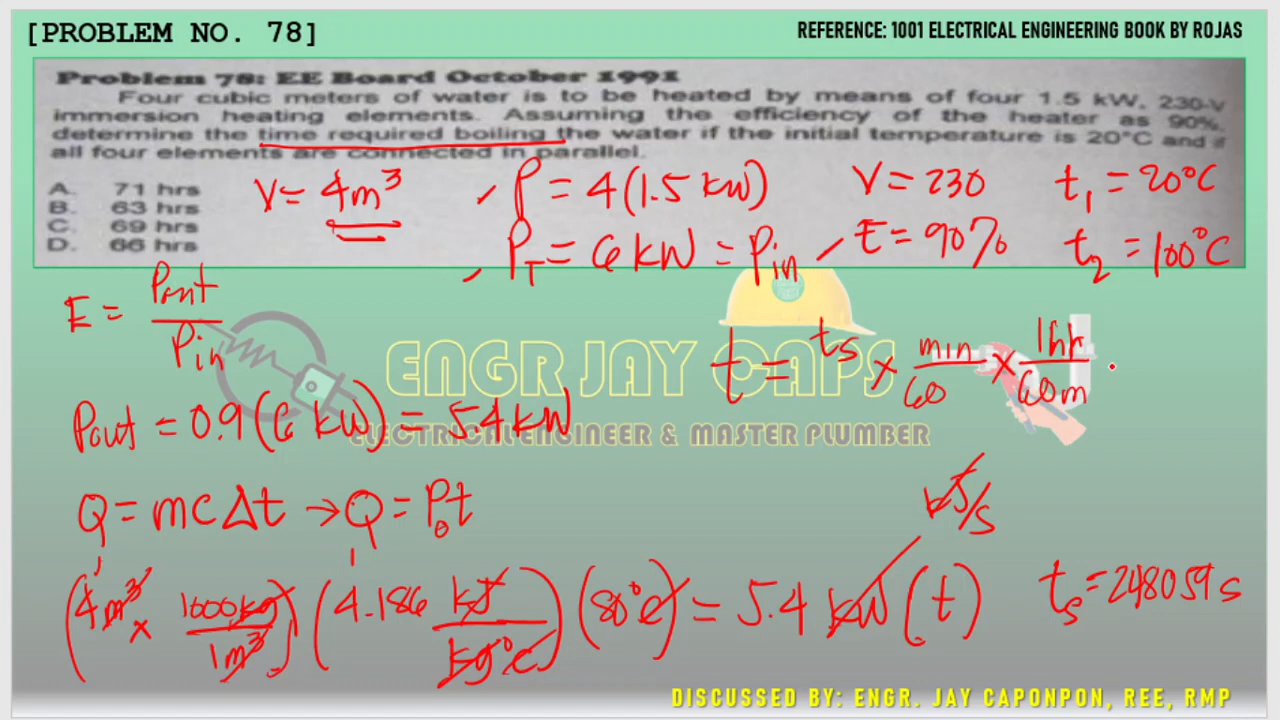 [PROBLEM NO. 78]
REFERENCE: 1001 ELECTRICAL ENGINEERING BOOK BY ROJAS
Problem 78: EE Board October 1991
Four cubic meters of water is to be heated by means of four 1.5 kW, 230-V
immersion heating elements. Assuming the efficiency of the heater as 90%,
determine the time required boiling the water if the initial temperature is 20°C and if
all four elements are connected in parallel.
A. 71 hrs
B. 63 hrs
C. 69 hrs
D. 66 hrs
V = 4m³
P = 4(1.5 kW)
V = 230
t₁ = 20°C
P_T = 6 kW = Pin
E = 90%
t₂ = 100°C
E = Pout / Pin
t = ts × min/60 × 1hr/60m
ENGR JAY CAPS
ELECTRICAL ENGINEER & MASTER PLUMBER
Pout = 0.9 (6 kW) = 5.4 kW
Q = mcΔt → Q = P₀t
kJ/s
(4m³ × 1000kg/1m³) (4.186 kJ/kg°C) (80°C) = 5.4 kW (t)
ts = 248059 s
DISCUSSED BY: ENGR. JAY CAPONPON, REE, RMP